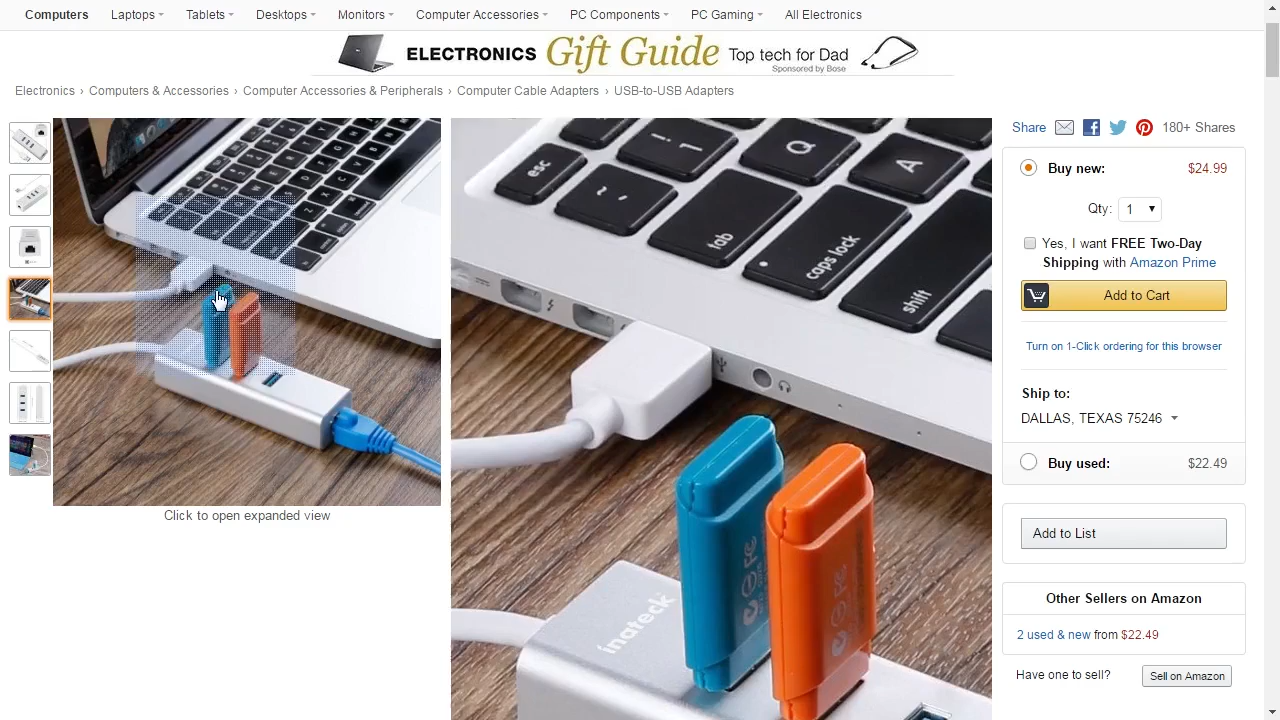 Computers Laptops Tablets Desktops Monitors Computer Accessories PC Components PC Gaming All Electronics
ELECTRONICS Gift Guide Top tech for Dad
Sponsored by Bose
Electronics › Computers & Accessories › Computer Accessories & Peripherals › Computer Cable Adapters › USB-to-USB Adapters
Share 180+ Shares
Buy new: $24.99
Qty: 1
Yes, I want FREE Two-Day
Shipping with Amazon Prime
Add to Cart
Turn on 1-Click ordering for this browser
Ship to:
DALLAS, TEXAS 75246
Buy used: $22.49
Add to List
Other Sellers on Amazon
2 used & new from $22.49
Have one to sell? Sell on Amazon
Click to open expanded view
esc
! 1
Q
A
~ `
tab
caps lock
shift
inateck
FC
FC